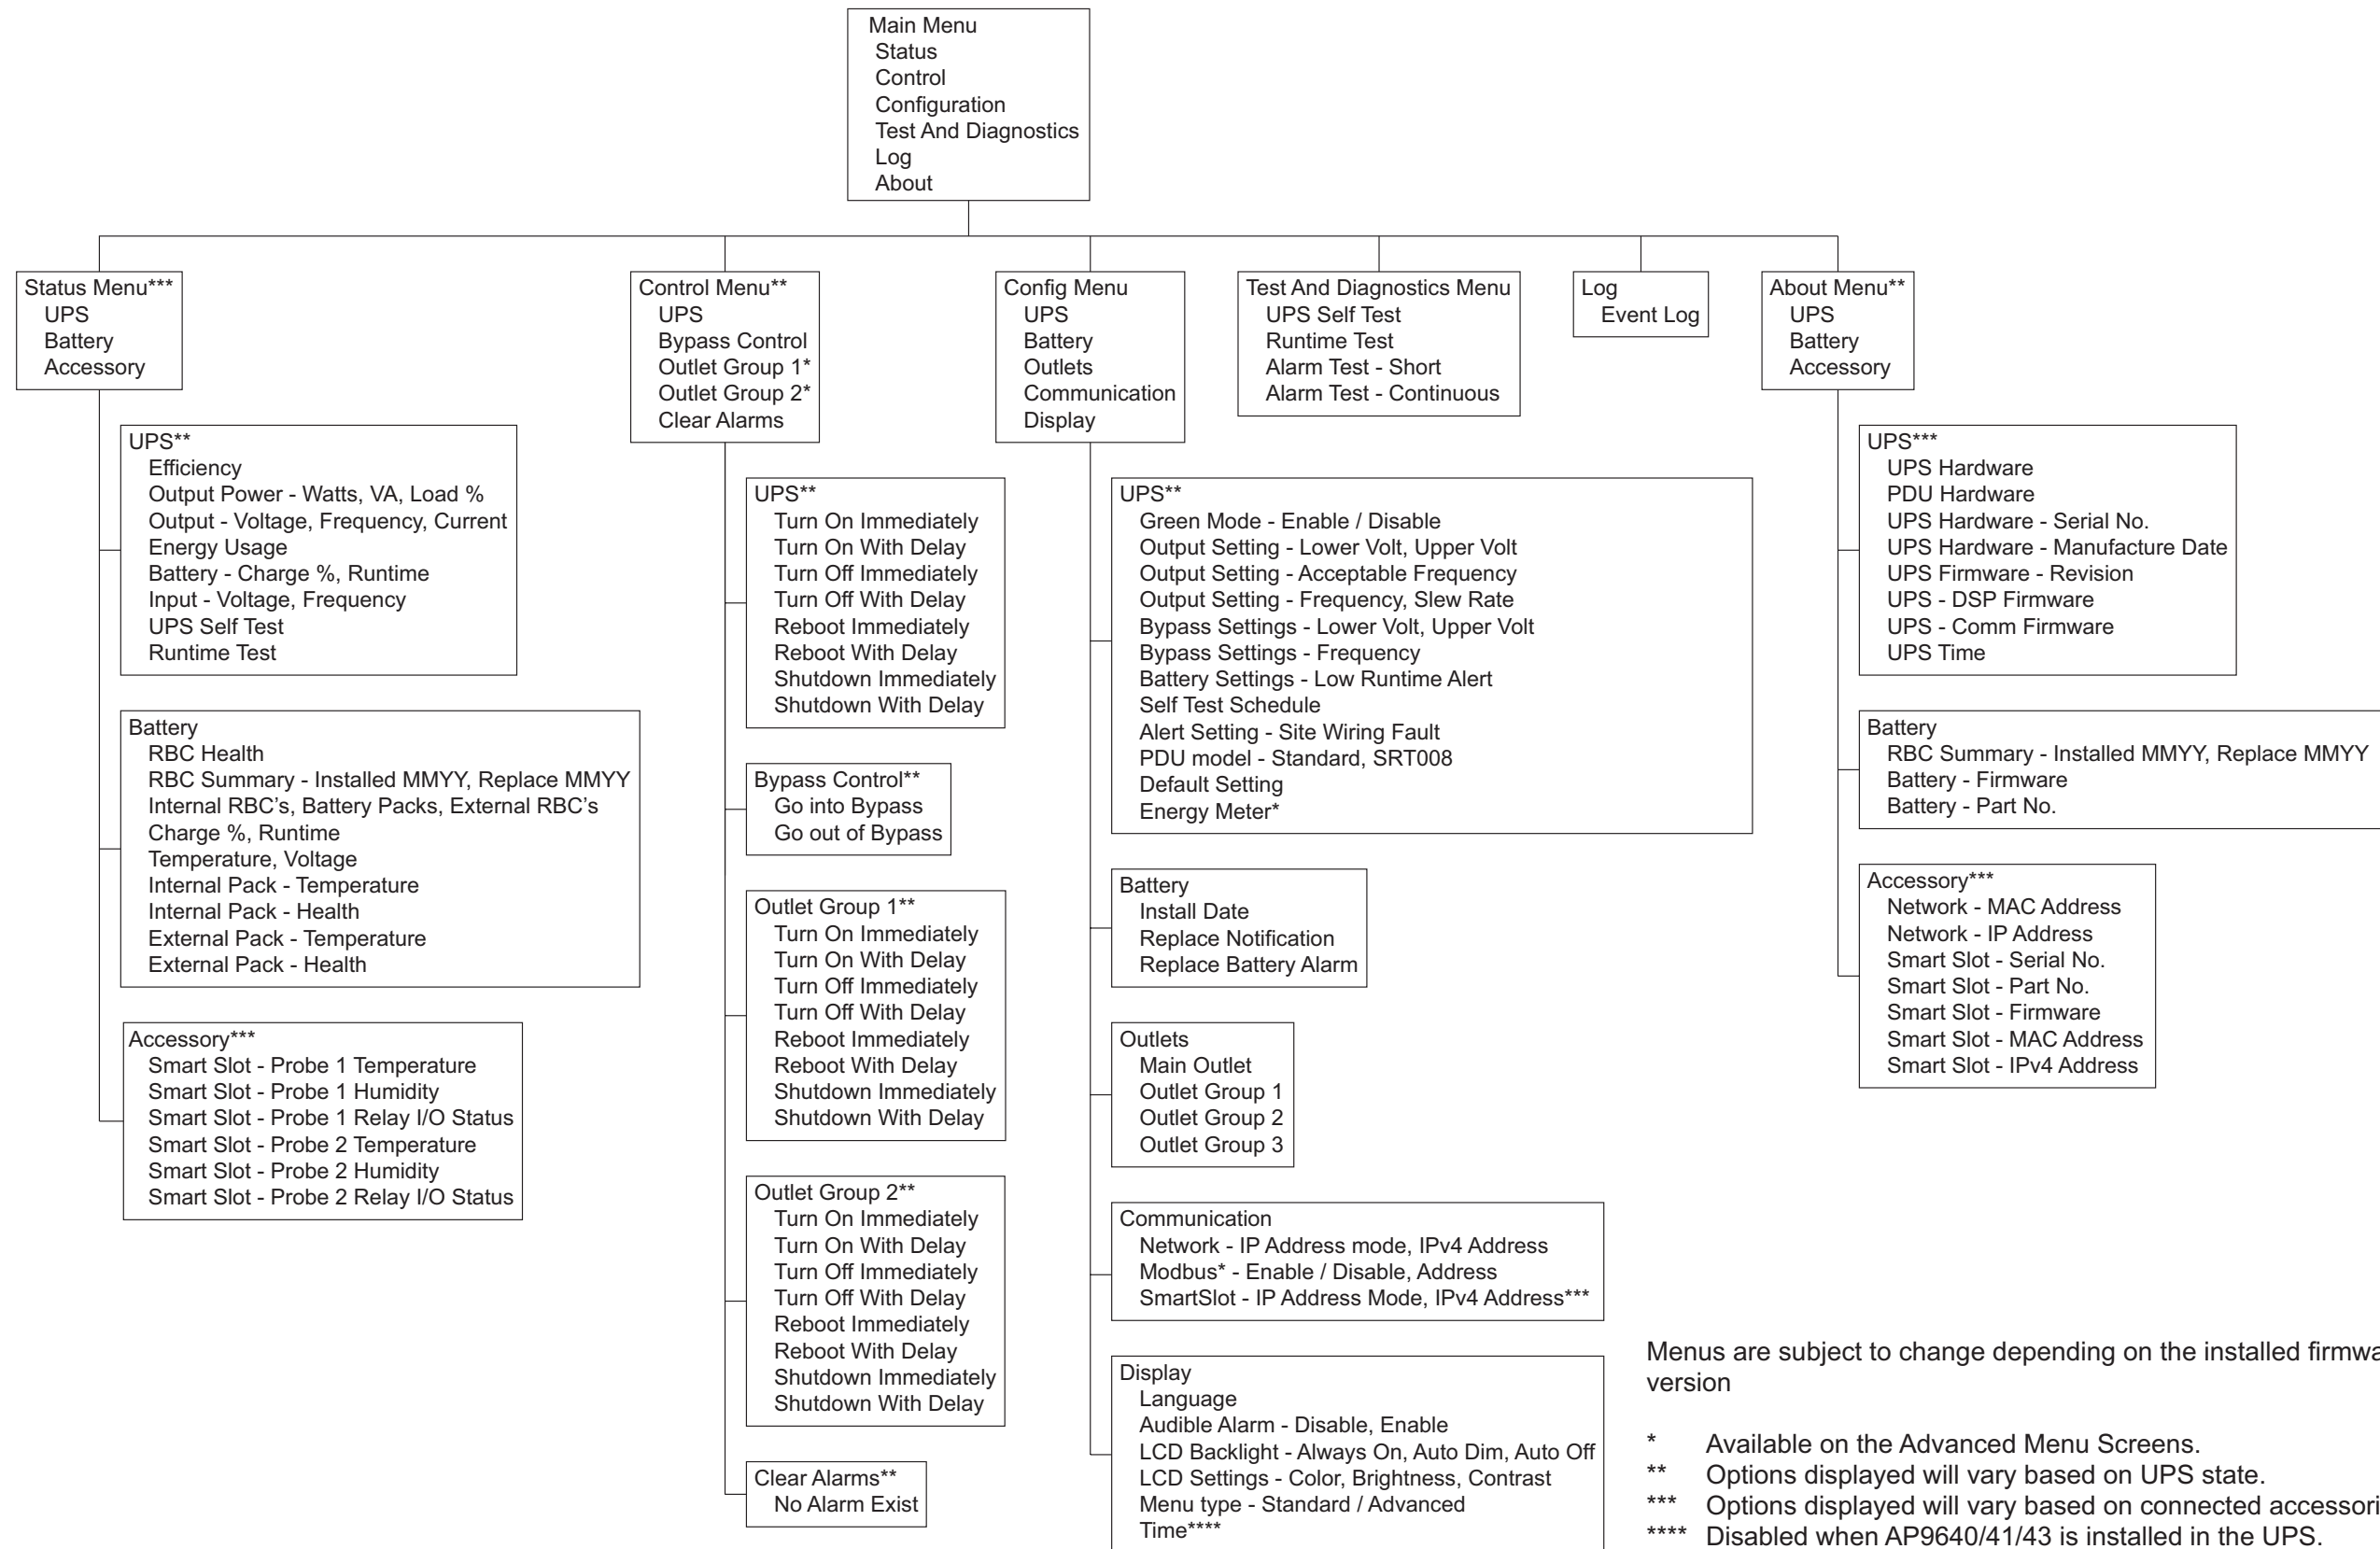 Main Menu
Status
Control
Configuration
Test And Diagnostics
Log
About
Status Menu***
UPS
Battery
Accessory
UPS**
Efficiency
Output Power - Watts, VA, Load %
Output - Voltage, Frequency, Current
Energy Usage
Battery - Charge %, Runtime
Input - Voltage, Frequency
UPS Self Test
Runtime Test
Battery
RBC Health
RBC Summary - Installed MMYY, Replace MMYY
Internal RBC’s, Battery Packs, External RBC’s
Charge %, Runtime
Temperature, Voltage
Internal Pack - Temperature
Internal Pack - Health
External Pack - Temperature
External Pack - Health
Accessory***
Smart Slot - Probe 1 Temperature
Smart Slot - Probe 1 Humidity
Smart Slot - Probe 1 Relay I/O Status
Smart Slot - Probe 2 Temperature
Smart Slot - Probe 2 Humidity
Smart Slot - Probe 2 Relay I/O Status
Control Menu**
UPS
Bypass Control
Outlet Group 1*
Outlet Group 2*
Clear Alarms
UPS**
Turn On Immediately
Turn On With Delay
Turn Off Immediately
Turn Off With Delay
Reboot Immediately
Reboot With Delay
Shutdown Immediately
Shutdown With Delay
Bypass Control**
Go into Bypass
Go out of Bypass
Outlet Group 1**
Turn On Immediately
Turn On With Delay
Turn Off Immediately
Turn Off With Delay
Reboot Immediately
Reboot With Delay
Shutdown Immediately
Shutdown With Delay
Outlet Group 2**
Turn On Immediately
Turn On With Delay
Turn Off Immediately
Turn Off With Delay
Reboot Immediately
Reboot With Delay
Shutdown Immediately
Shutdown With Delay
Clear Alarms**
No Alarm Exist
Config Menu
UPS
Battery
Outlets
Communication
Display
UPS**
Green Mode - Enable / Disable
Output Setting - Lower Volt, Upper Volt
Output Setting - Acceptable Frequency
Output Setting - Frequency, Slew Rate
Bypass Settings - Lower Volt, Upper Volt
Bypass Settings - Frequency
Battery Settings - Low Runtime Alert
Self Test Schedule
Alert Setting - Site Wiring Fault
PDU model - Standard, SRT008
Default Setting
Energy Meter*
Battery
Install Date
Replace Notification
Replace Battery Alarm
Outlets
Main Outlet
Outlet Group 1
Outlet Group 2
Outlet Group 3
Communication
Network - IP Address mode, IPv4 Address
Modbus* - Enable / Disable, Address
SmartSlot - IP Address Mode, IPv4 Address***
Display
Language
Audible Alarm - Disable, Enable
LCD Backlight - Always On, Auto Dim, Auto Off
LCD Settings - Color, Brightness, Contrast
Menu type - Standard / Advanced
Time****
Test And Diagnostics Menu
UPS Self Test
Runtime Test
Alarm Test - Short
Alarm Test - Continuous
Log
Event Log
About Menu**
UPS
Battery
Accessory
UPS***
UPS Hardware
PDU Hardware
UPS Hardware - Serial No.
UPS Hardware - Manufacture Date
UPS Firmware - Revision
UPS - DSP Firmware
UPS - Comm Firmware
UPS Time
Battery
RBC Summary - Installed MMYY, Replace MMYY
Battery - Firmware
Battery - Part No.
Accessory***
Network - MAC Address
Network - IP Address
Smart Slot - Serial No.
Smart Slot - Part No.
Smart Slot - Firmware
Smart Slot - MAC Address
Smart Slot - IPv4 Address
Menus are subject to change depending on the installed
version
* Available on the Advanced Menu Screens.
** Options displayed will vary based on UPS state.
*** Options displayed will vary based on connected
**** Disabled when AP9640/41/43 is installed in the UPS.